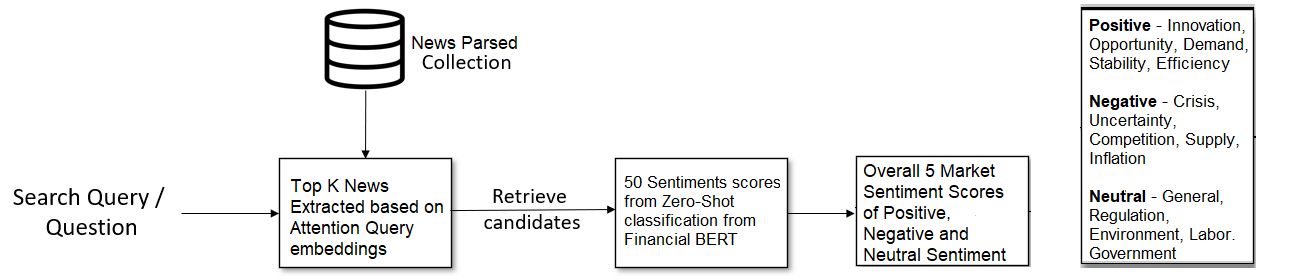 News Parsed
Collection
Search Query /
Question
Top K News
Extracted based on
Attention Query
embeddings
Retrieve
candidates
50 Sentiments scores
from Zero-Shot
classification from
Financial BERT
Overall 5 Market
Sentiment Scores
of Positive,
Negative and
Neutral Sentiment
Positive - Innovation,
Opportunity, Demand,
Stability, Efficiency
Negative - Crisis,
Uncertainty,
Competition, Supply,
Inflation
Neutral - General,
Regulation,
Environment, Labor.
Government